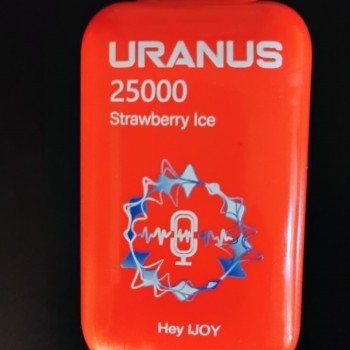 URANUS
25000
Strawberry Ice
Hey IJOY